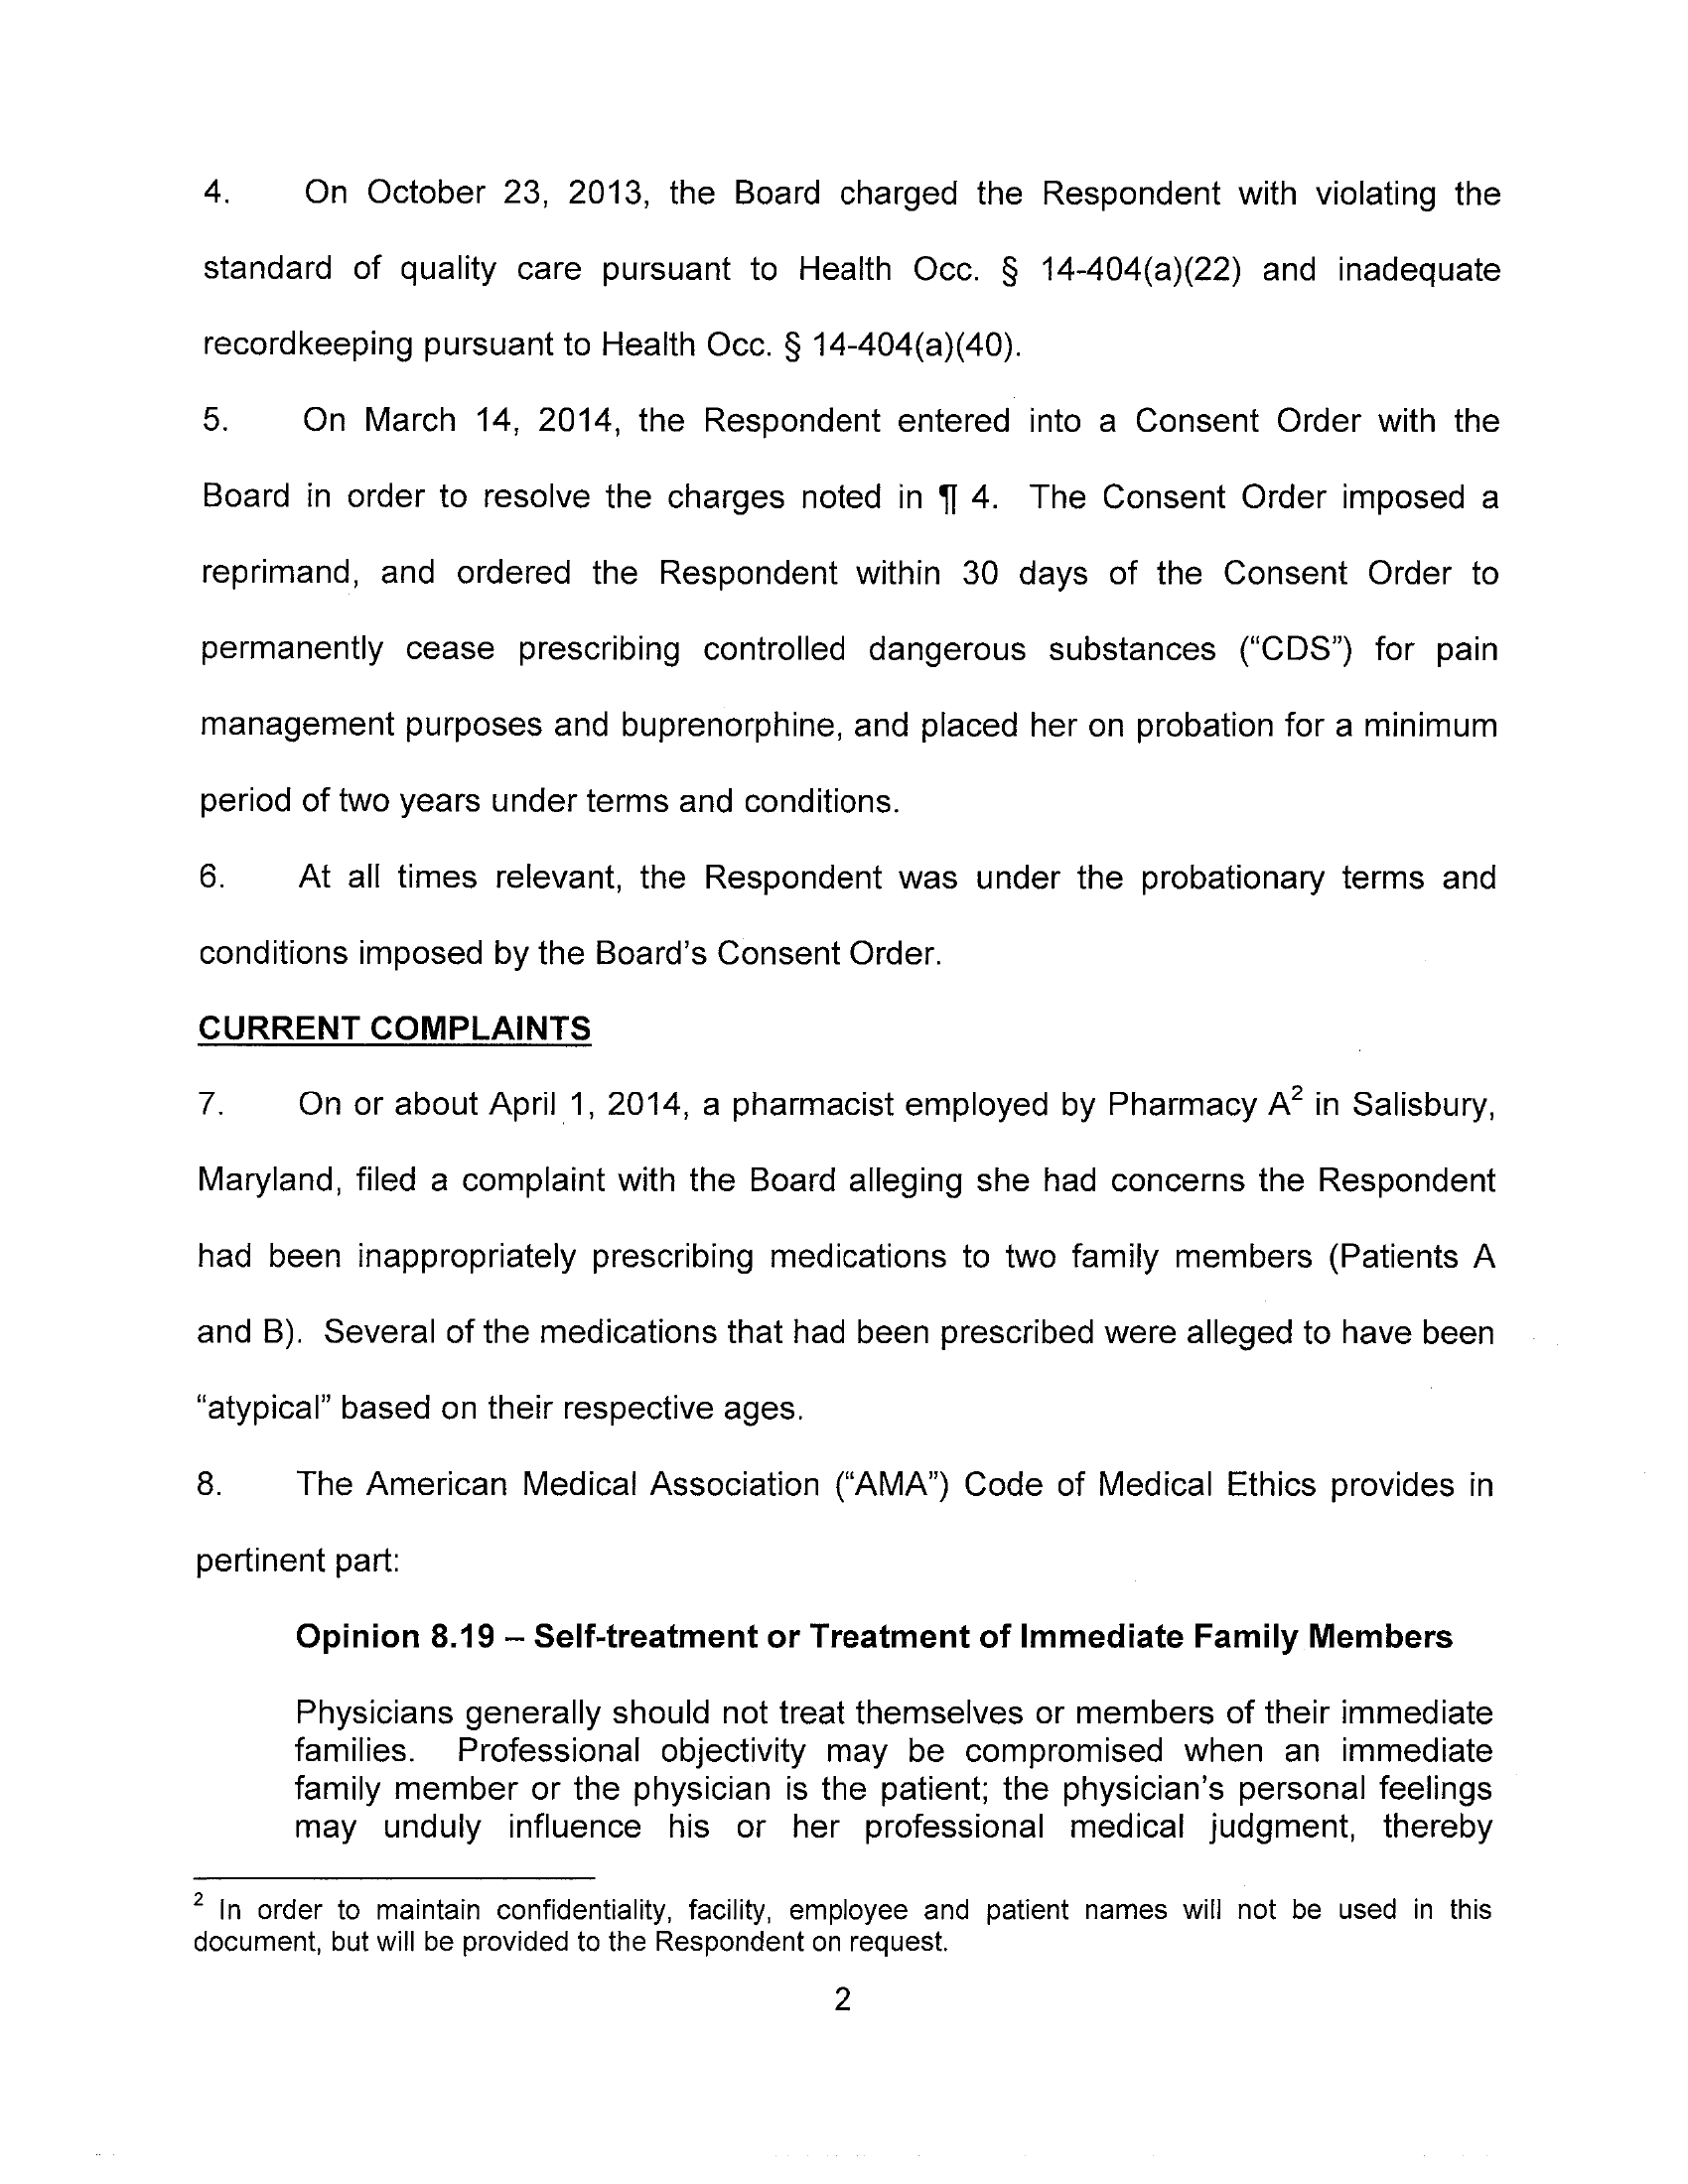 4. On October 23, 2013, the Board charged the Respondent with violating the
standard of quality care pursuant to Health Occ. § 14-404(a)(22) and inadequate
recordkeeping pursuant to Health Occ. § 14-404(a)(40).
5. On March 14, 2014, the Respondent entered into a Consent Order with the
Board in order to resolve the charges noted in ¶ 4. The Consent Order imposed a
reprimand, and ordered the Respondent within 30 days of the Consent Order to
permanently cease prescribing controlled dangerous substances (“CDS”) for pain
management purposes and buprenorphine, and placed her on probation for a minimum
period of two years under terms and conditions.
6. At all times relevant, the Respondent was under the probationary terms and
conditions imposed by the Board’s Consent Order.
CURRENT COMPLAINTS
7. On or about April 1, 2014, a pharmacist employed by Pharmacy A² in Salisbury,
Maryland, filed a complaint with the Board alleging she had concerns the Respondent
had been inappropriately prescribing medications to two family members (Patients A
and B). Several of the medications that had been prescribed were alleged to have been
“atypical” based on their respective ages.
8. The American Medical Association (“AMA”) Code of Medical Ethics provides in
pertinent part:
Opinion 8.19 – Self-treatment or Treatment of Immediate Family Members
Physicians generally should not treat themselves or members of their immediate
families. Professional objectivity may be compromised when an immediate
family member or the physician is the patient; the physician’s personal feelings
may unduly influence his or her professional medical judgment, thereby
² In order to maintain confidentiality, facility, employee and patient names will not be used in this
document, but will be provided to the Respondent on request.
2